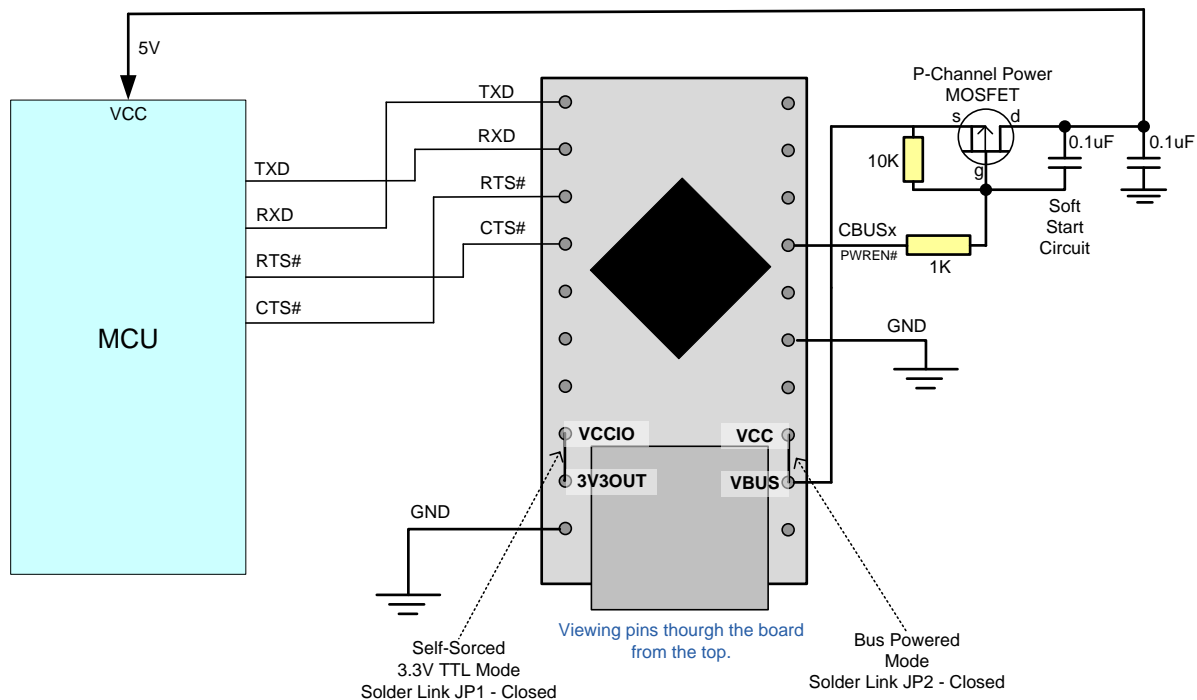 5V
VCC
MCU
TXD
RXD
RTS#
CTS#
TXD
RXD
RTS#
CTS#
P-Channel Power
MOSFET
s
d
g
10K
0.1uF
0.1uF
Soft
Start
Circuit
CBUSx
PWREN#
1K
GND
VCCIO
VCC
3V3OUT
VBUS
GND
Self-Sorced
3.3V TTL Mode
Solder Link JP1 - Closed
Viewing pins thourgh the board
from the top.
Bus Powered
Mode
Solder Link JP2 - Closed